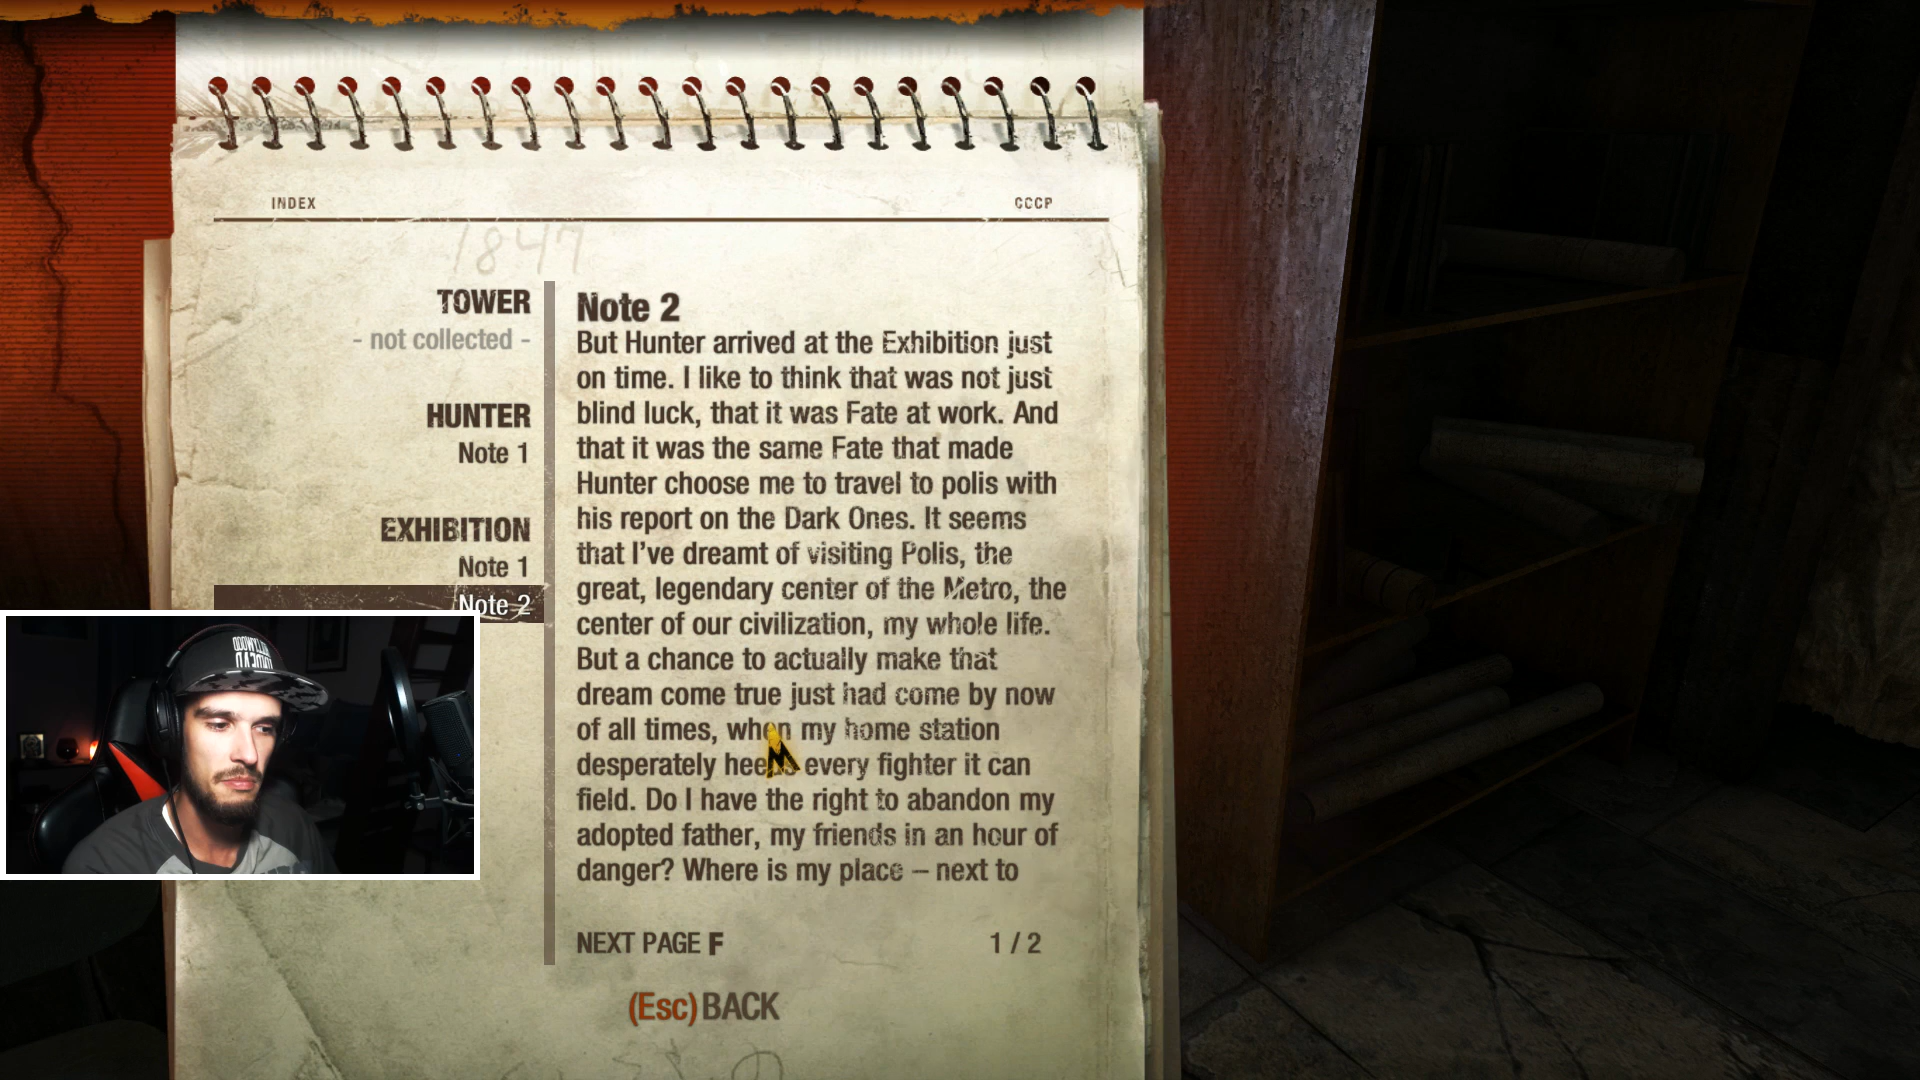 INDEX
CCCP
1847
TOWER
- not collected -
HUNTER
Note 1
EXHIBITION
Note 1
Note 2
Note 2
But Hunter arrived at the Exhibition just
on time. I like to think that was not just
blind luck, that it was Fate at work. And
that it was the same Fate that made
Hunter choose me to travel to polis with
his report on the Dark Ones. It seems
that I've dreamt of visiting Polis, the
great, legendary center of the Metro, the
center of our civilization, my whole life.
But a chance to actually make that
dream come true just had come by now
of all times, when my home station
desperately heeds every fighter it can
field. Do I have the right to abandon my
adopted father, my friends in an hour of
danger? Where is my place – next to
NEXT PAGE F
1 / 2
(Esc) BACK